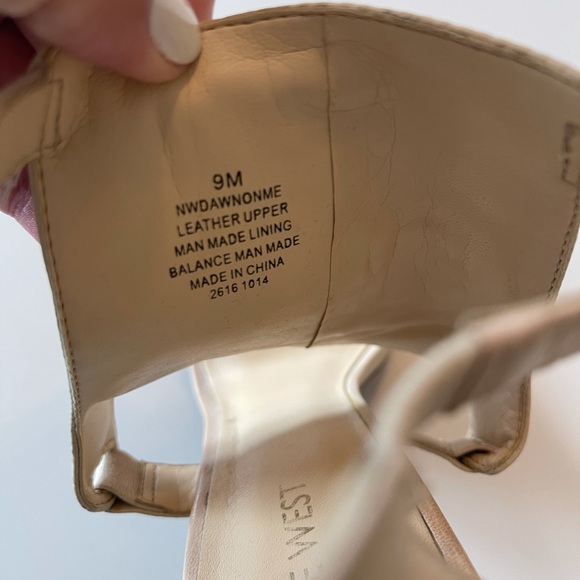 9M
NWDAWNONME
LEATHER UPPER
MAN MADE LINING
BALANCE MAN MADE
MADE IN CHINA
2616 1014
E WEST